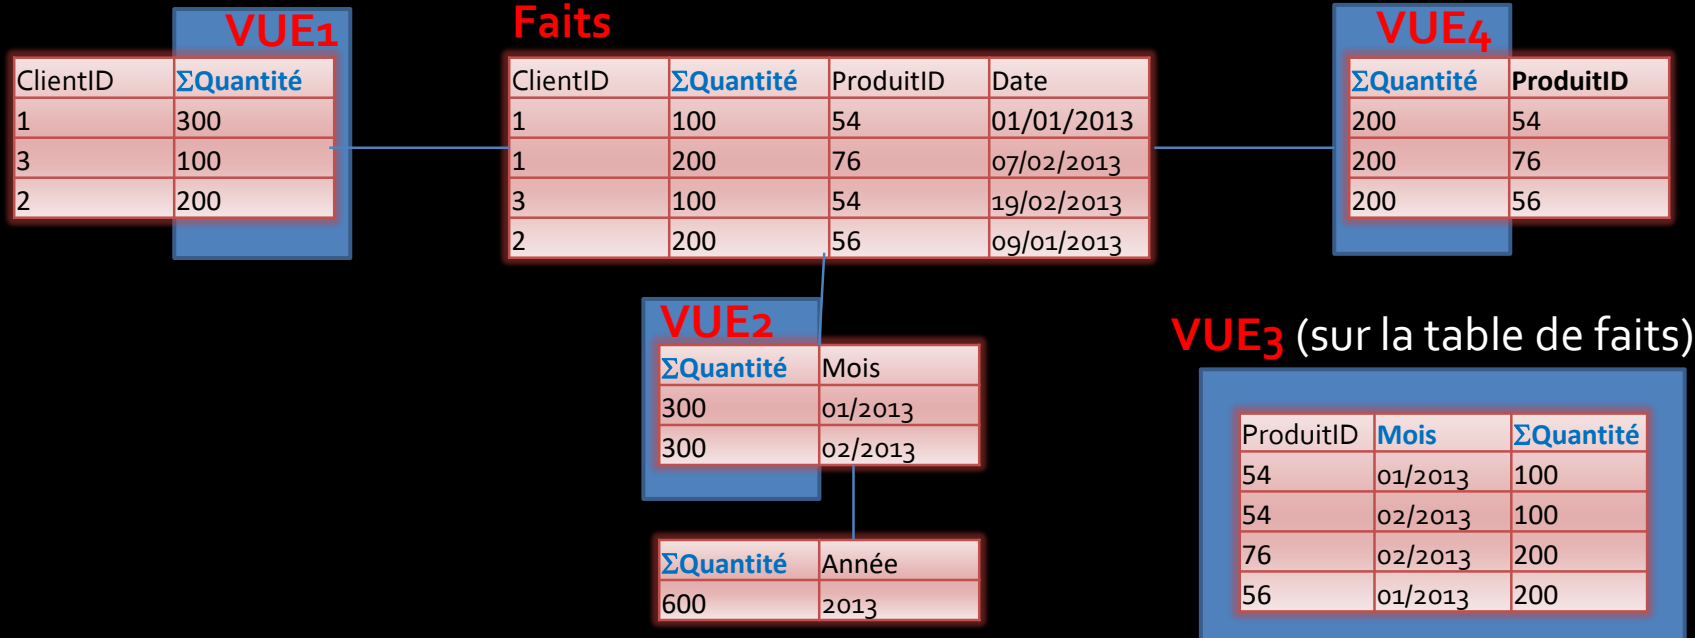 VUE1
ClientID ΣQuantité
1 300
3 100
2 200
Faits
ClientID ΣQuantité ProduitID Date
1 100 54 01/01/2013
1 200 76 07/02/2013
3 100 54 19/02/2013
2 200 56 09/01/2013
VUE4
ΣQuantité ProduitID
200 54
200 76
200 56
VUE2
ΣQuantité Mois
300 01/2013
300 02/2013
ΣQuantité Année
600 2013
VUE3 (sur la table de faits)
ProduitID Mois ΣQuantité
54 01/2013 100
54 02/2013 100
76 02/2013 200
56 01/2013 200